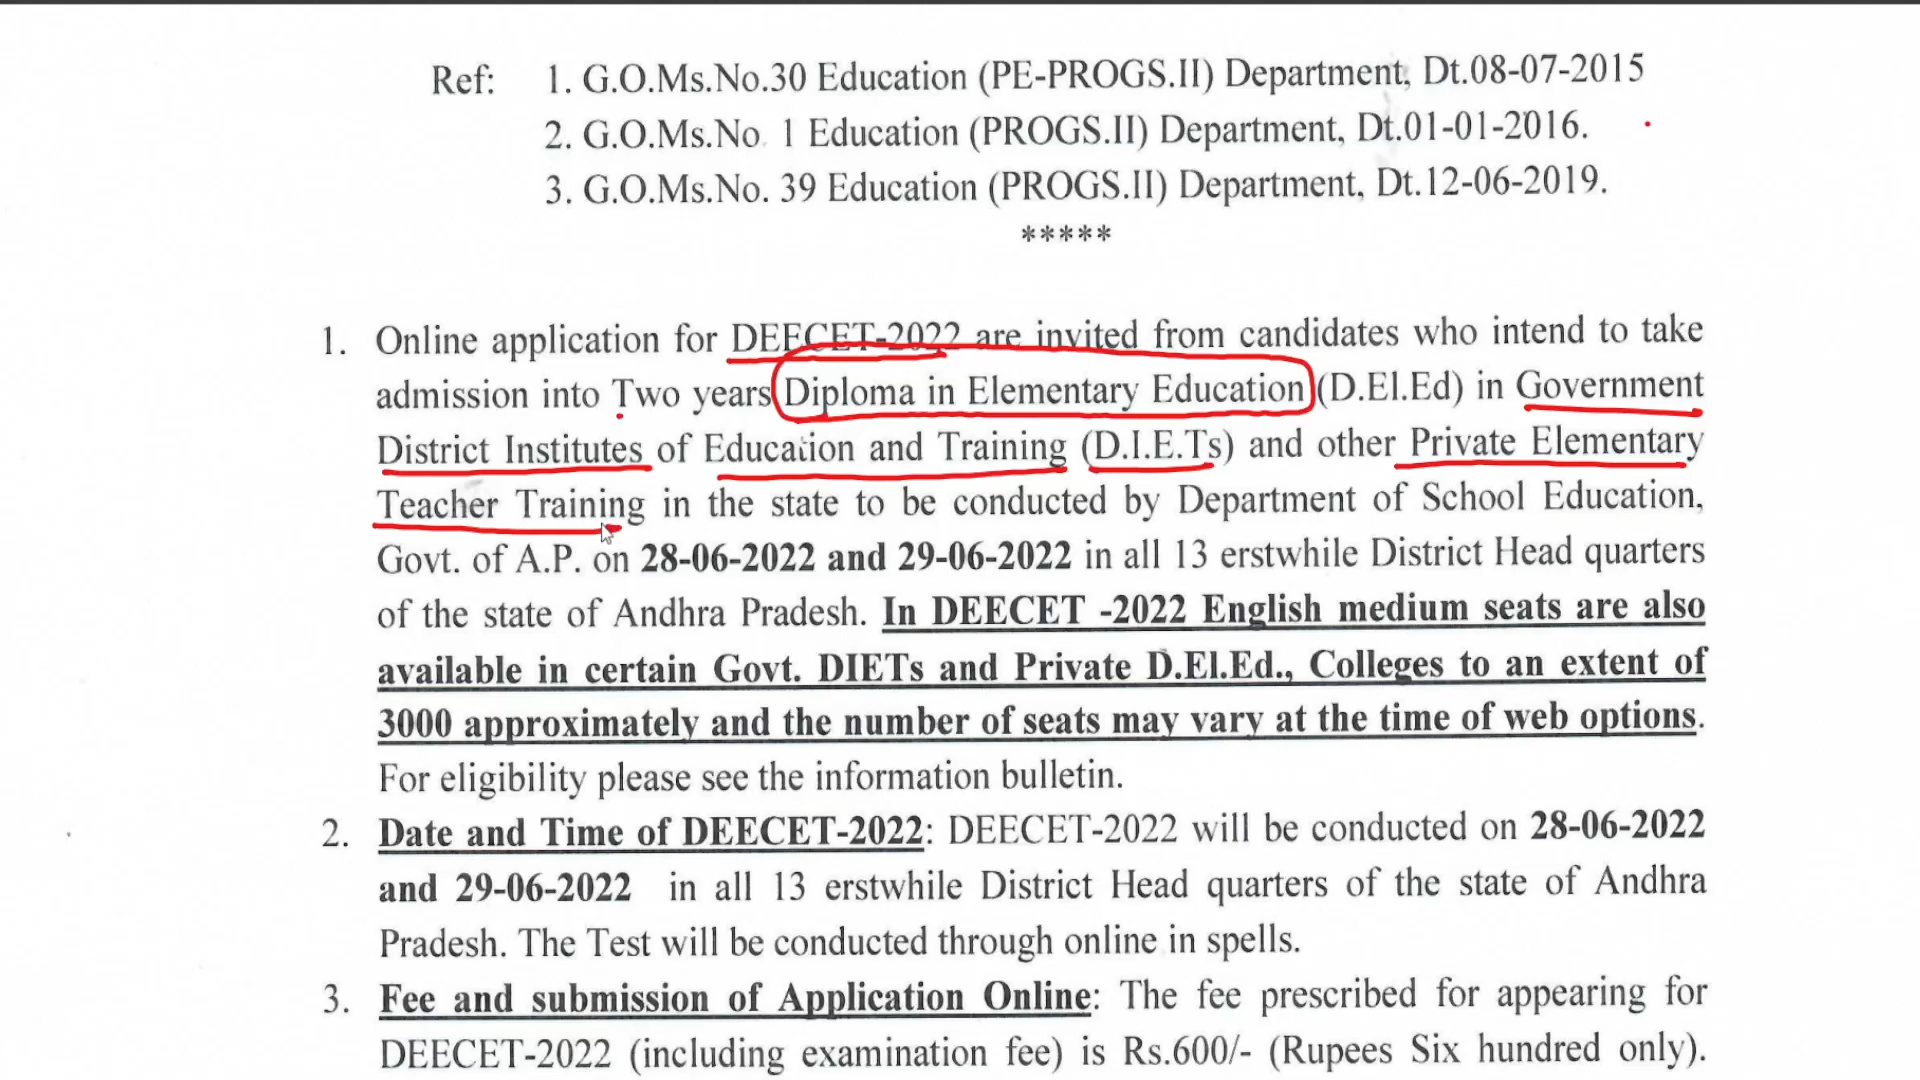 Ref: 1. G.O.Ms.No.30 Education (PE-PROGS.II) Department, Dt.08-07-2015
2. G.O.Ms.No. 1 Education (PROGS.II) Department, Dt.01-01-2016.
3. G.O.Ms.No. 39 Education (PROGS.II) Department, Dt.12-06-2019.
*****
1. Online application for DEECET-2022 are invited from candidates who intend to take
admission into Two years Diploma in Elementary Education (D.El.Ed) in Government
District Institutes of Education and Training (D.I.E.Ts) and other Private Elementary
Teacher Training in the state to be conducted by Department of School Education,
Govt. of A.P. on 28-06-2022 and 29-06-2022 in all 13 erstwhile District Head quarters
of the state of Andhra Pradesh. In DEECET -2022 English medium seats are also
available in certain Govt. DIETs and Private D.El.Ed., Colleges to an extent of
3000 approximately and the number of seats may vary at the time of web options.
For eligibility please see the information bulletin.
2. Date and Time of DEECET-2022: DEECET-2022 will be conducted on 28-06-2022
and 29-06-2022 in all 13 erstwhile District Head quarters of the state of Andhra
Pradesh. The Test will be conducted through online in spells.
3. Fee and submission of Application Online: The fee prescribed for appearing for
DEECET-2022 (including examination fee) is Rs.600/- (Rupees Six hundred only).